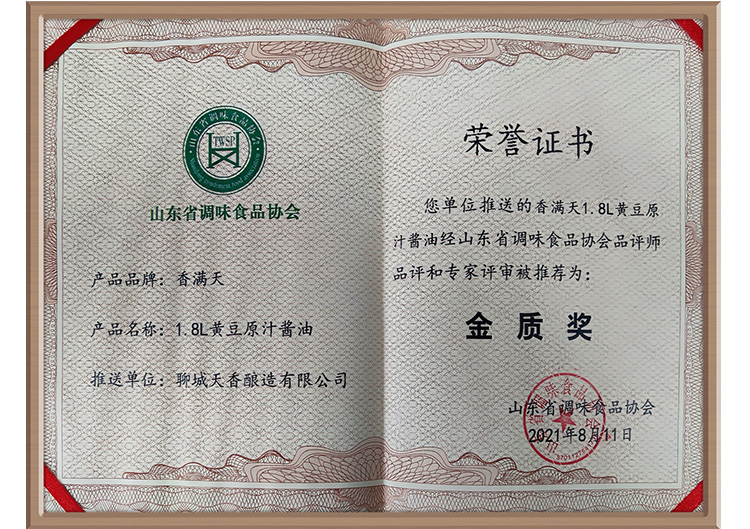 山东省调味食品协会
TWSP
山东省调味食品协会
产品品牌：香满天
产品名称：1.8L黄豆原汁酱油
推送单位：聊城天香酿造有限公司
荣誉证书
您单位推送的香满天1.8L黄豆原
汁酱油经山东省调味食品协会品评师
品评和专家评审被推荐为：
金质奖
山东省调味食品协会
2021年8月11日